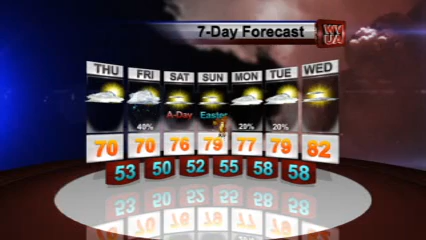 7-Day Forecast
THU FRI SAT SUN MON TUE WED
A-Day Easter
40% 20% 20%
70 70 76 79 77 79 82
53 50 52 55 58 58